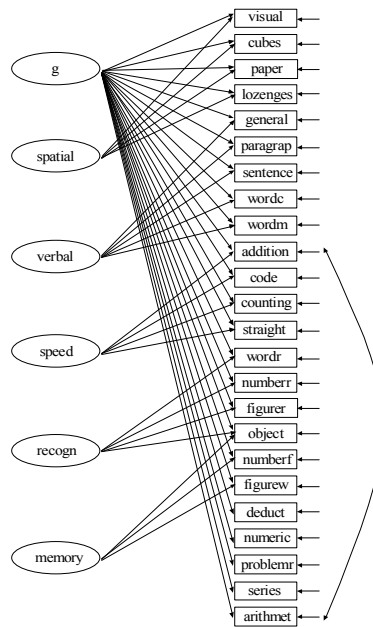 g
spatial
verbal
speed
recogn
memory
visual
cubes
paper
lozenges
general
paragrap
sentence
wordc
wordm
addition
code
counting
straight
wordr
numberr
figurer
object
numberf
figurew
deduct
numeric
problemr
series
arithmet